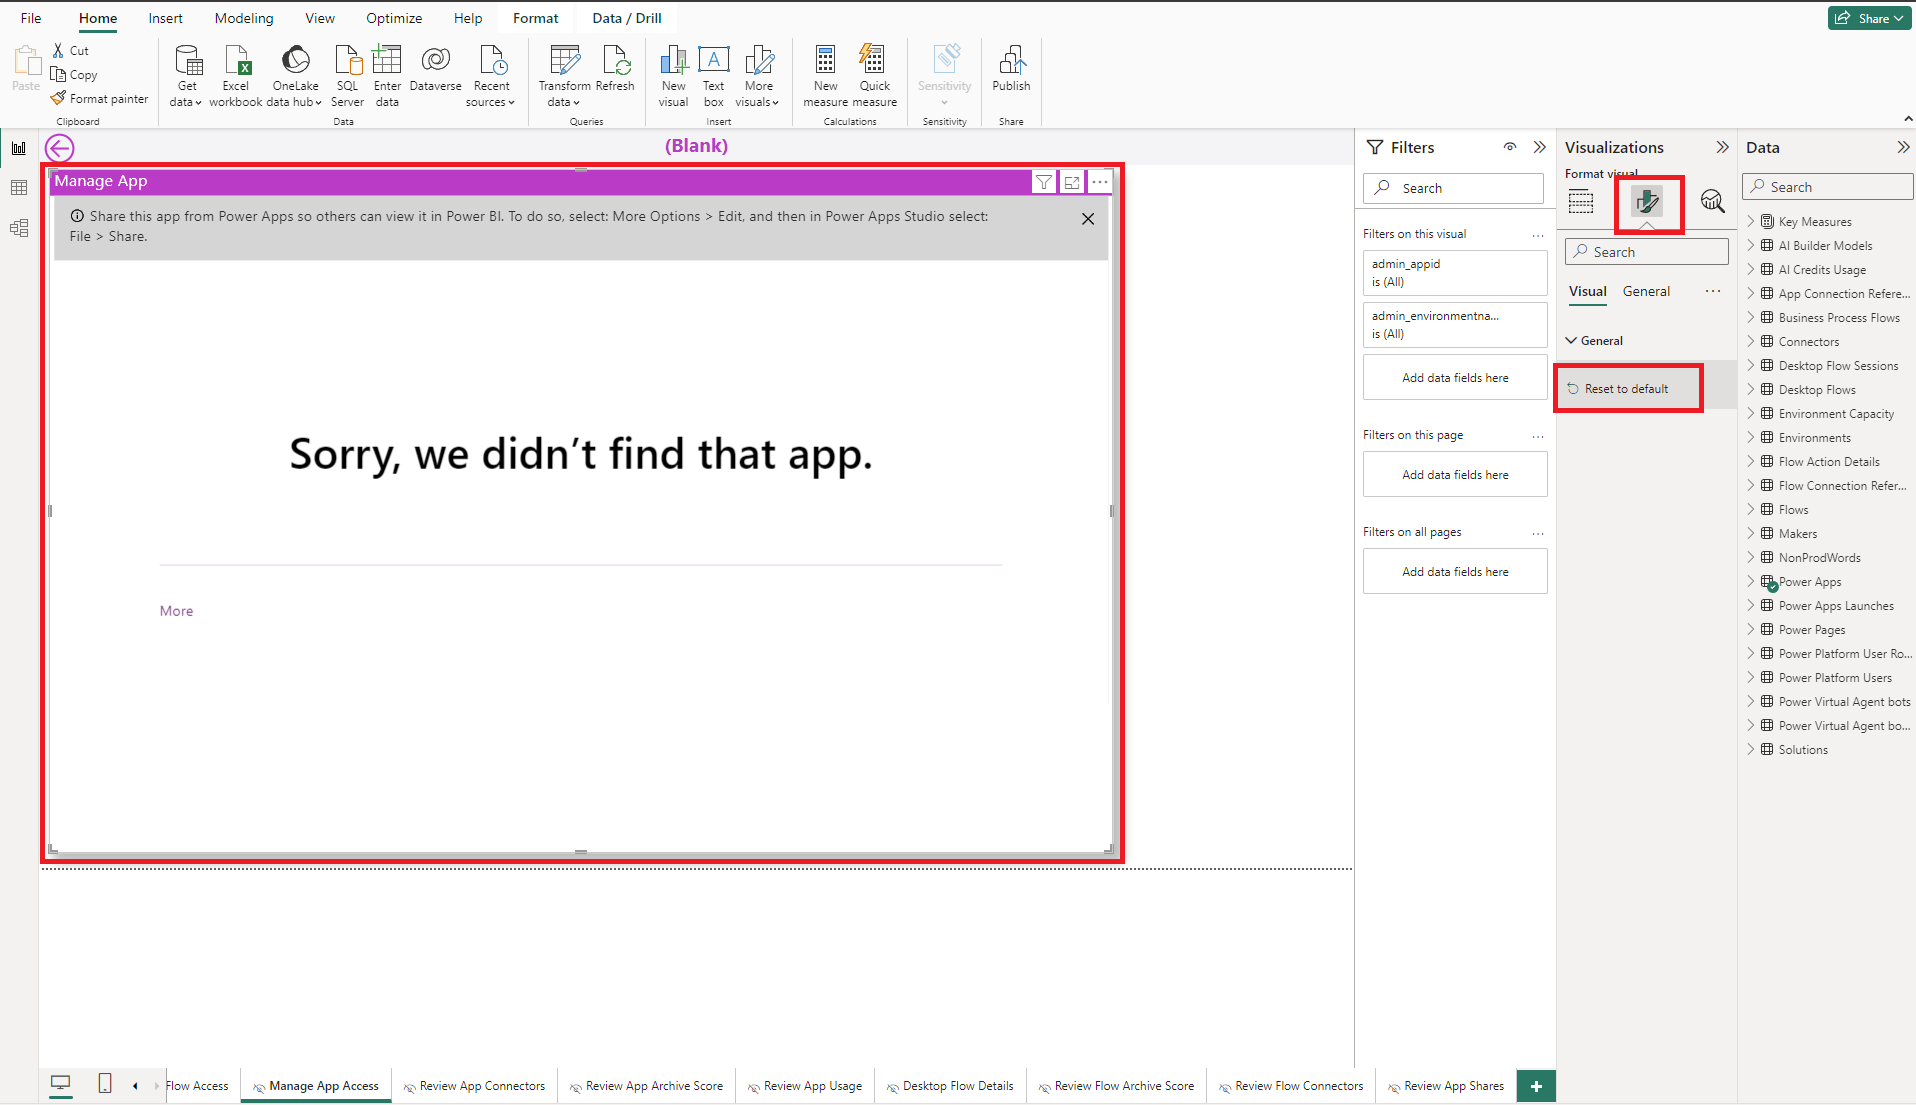 File Home Insert Modeling View Optimize Help Format Data / Drill
Share
Paste
Cut
Copy
Format painter
Clipboard
Get data
Excel workbook
OneLake data hub
SQL Server
Enter data
Dataverse
Recent sources
Data
Transform data
Refresh
Queries
New visual
Text box
More visuals
Insert
New measure
Quick measure
Calculations
Sensitivity
Sensitivity
Publish
Share
(Blank)
Manage App
Share this app from Power Apps so others can view it in Power BI. To do so, select: More Options > Edit, and then in Power Apps Studio select:
File > Share.
Sorry, we didn't find that app.
More
Filters
Search
Filters on this visual
...
admin_appid
is (All)
admin_environmentna...
is (All)
Add data fields here
Filters on this page
...
Add data fields here
Filters on all pages
...
Add data fields here
Visualizations
Format visual
Search
Visual General ...
General
Reset to default
Data
Search
Key Measures
AI Builder Models
AI Credits Usage
App Connection Refere...
Business Process Flows
Connectors
Desktop Flow Sessions
Desktop Flows
Environment Capacity
Environments
Flow Action Details
Flow Connection Refer...
Flows
Makers
NonProdWords
Power Apps
Power Apps Launches
Power Pages
Power Platform User Ro...
Power Platform Users
Power Virtual Agent bots
Power Virtual Agent bo...
Solutions
Flow Access
Manage App Access
Review App Connectors
Review App Archive Score
Review App Usage
Desktop Flow Details
Review Flow Archive Score
Review Flow Connectors
Review App Shares
+